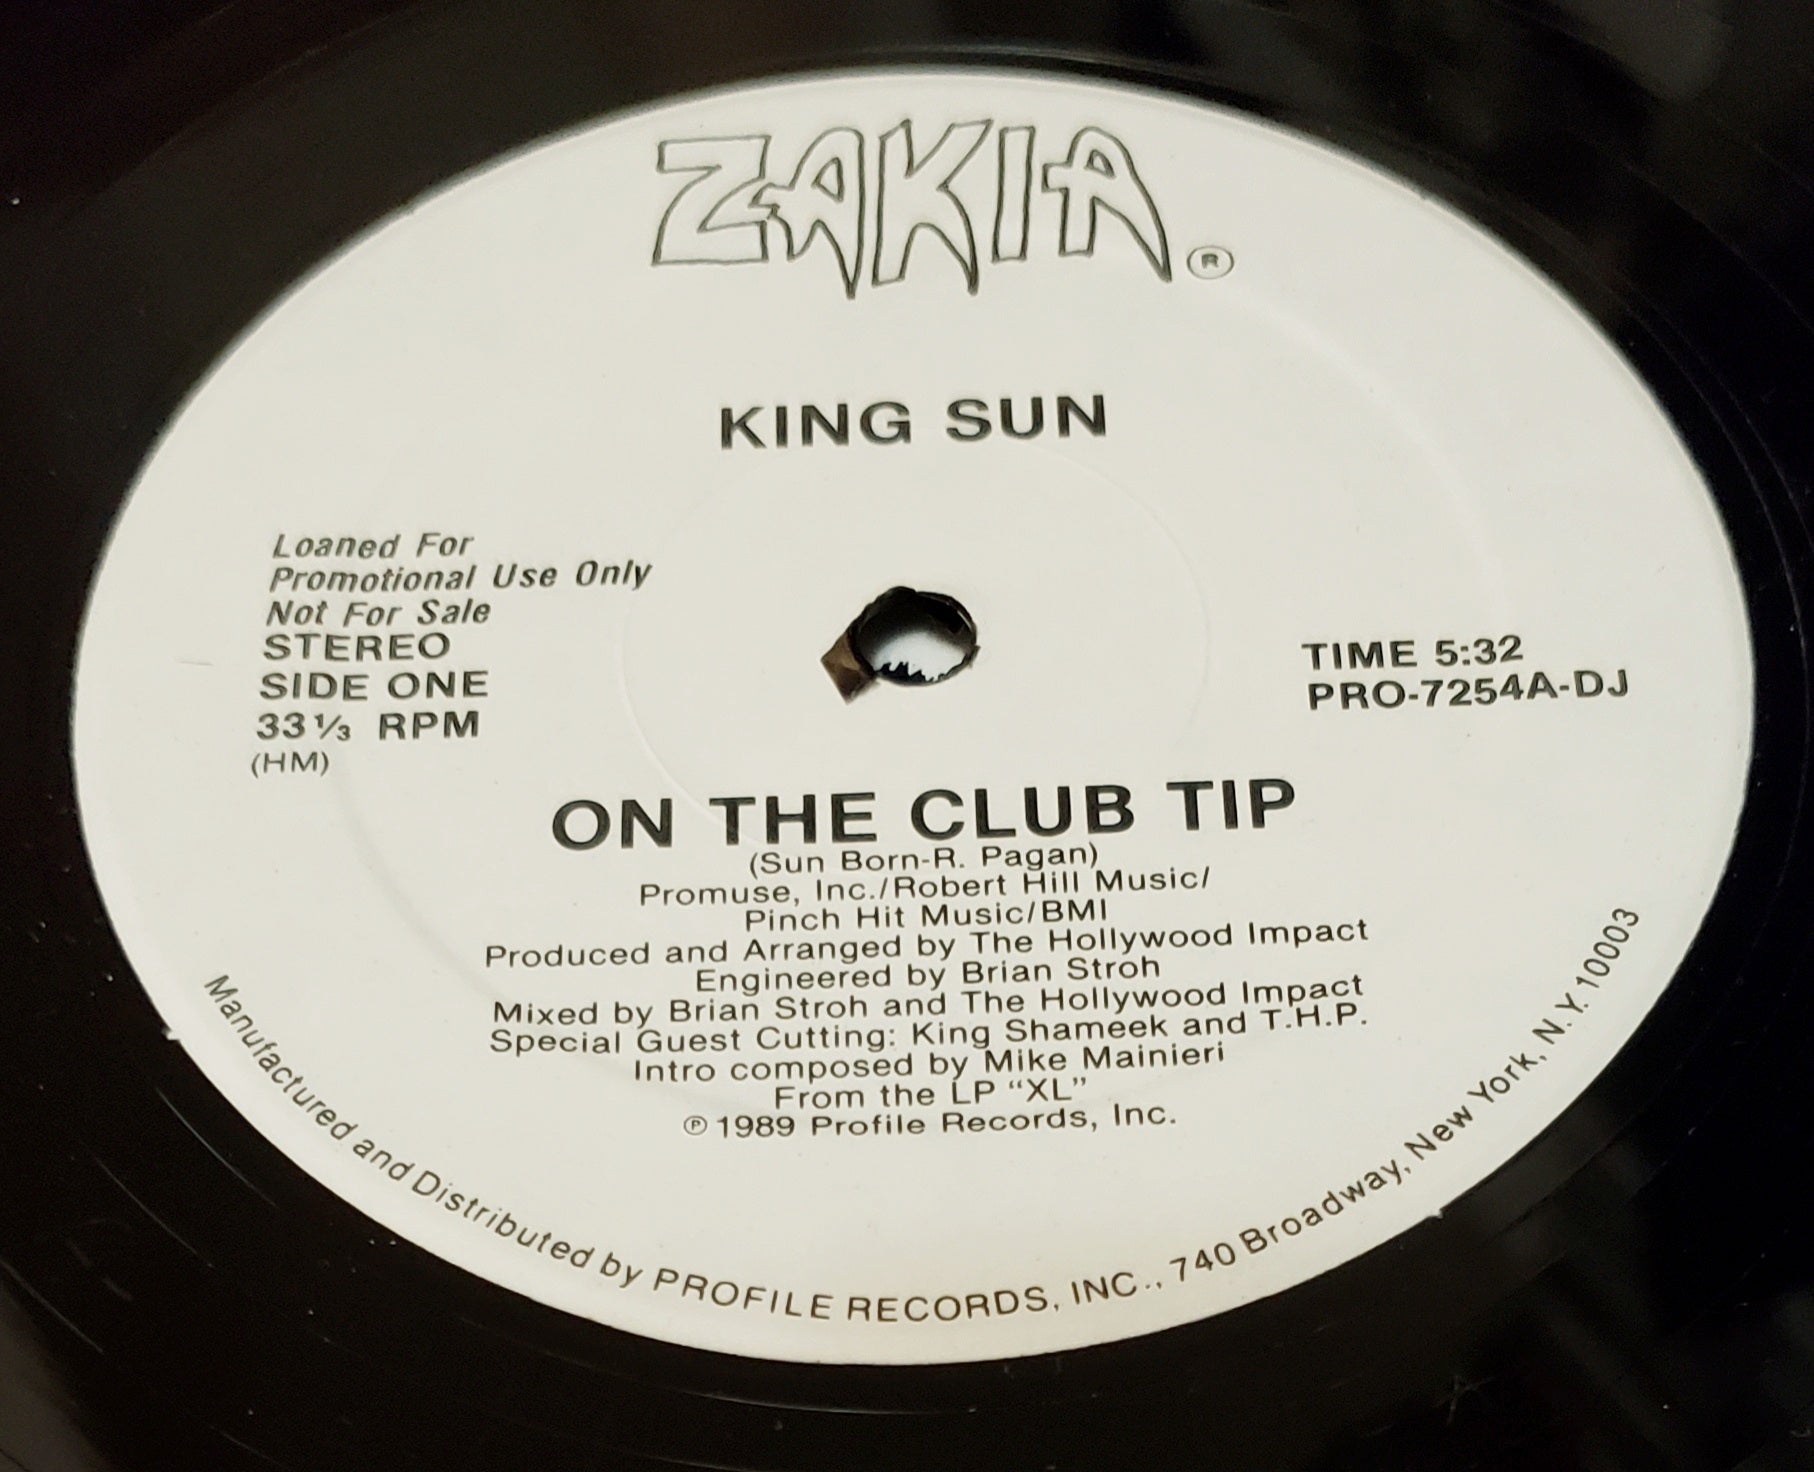 ZAKIA®
KING SUN
Loaned For
Promotional Use Only
Not For Sale
STEREO
SIDE ONE
33⅓ RPM
(HM)
TIME 5:32
PRO-7254A-DJ
ON THE CLUB TIP
(Sun Born-R. Pagan)
Promuse, Inc./Robert Hill Music/
Pinch Hit Music/BMI
Produced and Arranged by The Hollywood Impact
Engineered by Brian Stroh
Mixed by Brian Stroh and The Hollywood Impact
Special Guest Cutting: King Shameek and T.H.P.
Intro composed by Mike Mainieri
From the LP “XL”
℗ 1989 Profile Records, Inc.
Manufactured and Distributed by PROFILE RECORDS, INC., 740 Broadway, New York, N.Y. 10003